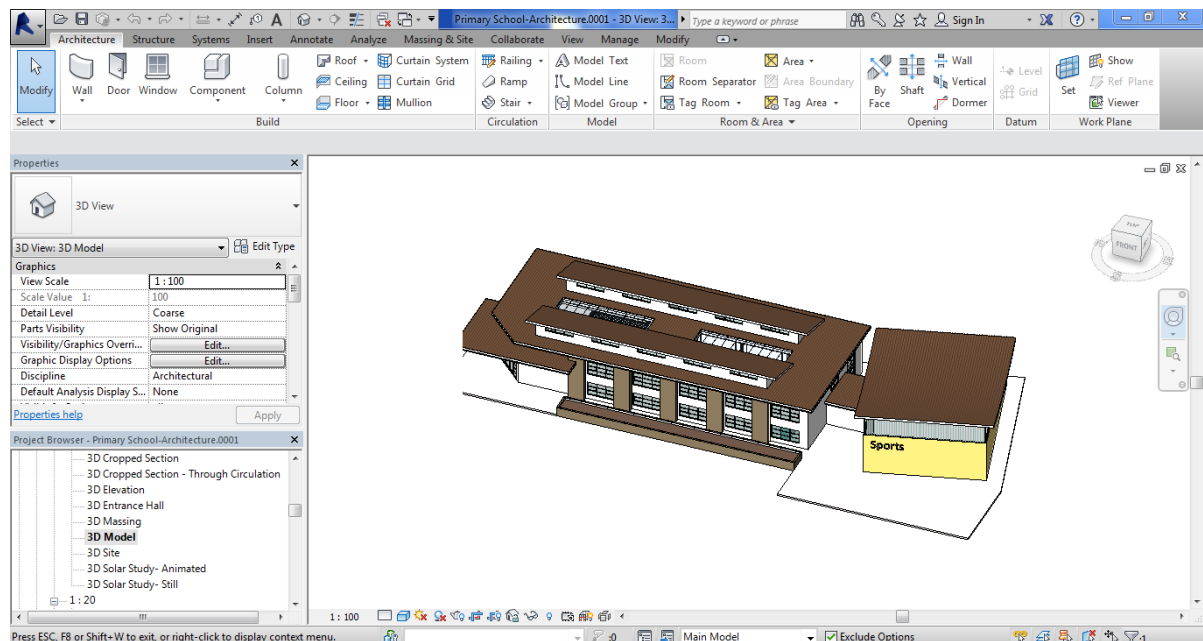 Primary School-Architecture.0001 - 3D View: 3... Type a keyword or phrase Sign In
Architecture Structure Systems Insert Annotate Analyze Massing & Site Collaborate View Manage Modify
Modify Wall Door Window Component Column
Roof Curtain System Railing Model Text Room Area Wall Show
Ceiling Curtain Grid Ramp Model Line Room Separator Area Boundary By Face Shaft Vertical Level Set Ref Plane
Floor Mullion Stair Model Group Tag Room Tag Area Dormer Grid Viewer
Select Build Circulation Model Room & Area Opening Datum Work Plane
Properties
3D View
3D View: 3D Model Edit Type
Graphics
View Scale 1 : 100
Scale Value 1: 100
Detail Level Coarse
Parts Visibility Show Original
Visibility/Graphics Overri... Edit...
Graphic Display Options Edit...
Discipline Architectural
Default Analysis Display S... None
Properties help Apply
Project Browser - Primary School-Architecture.0001
3D Cropped Section
3D Cropped Section - Through Circulation
3D Elevation
3D Entrance Hall
3D Massing
3D Model
3D Site
3D Solar Study- Animated
3D Solar Study- Still
1 : 20
FRONT
Sports
1 : 100
Press ESC, F8 or Shift+W to exit, or right-click to display context menu. :0 Main Model Exclude Options :1